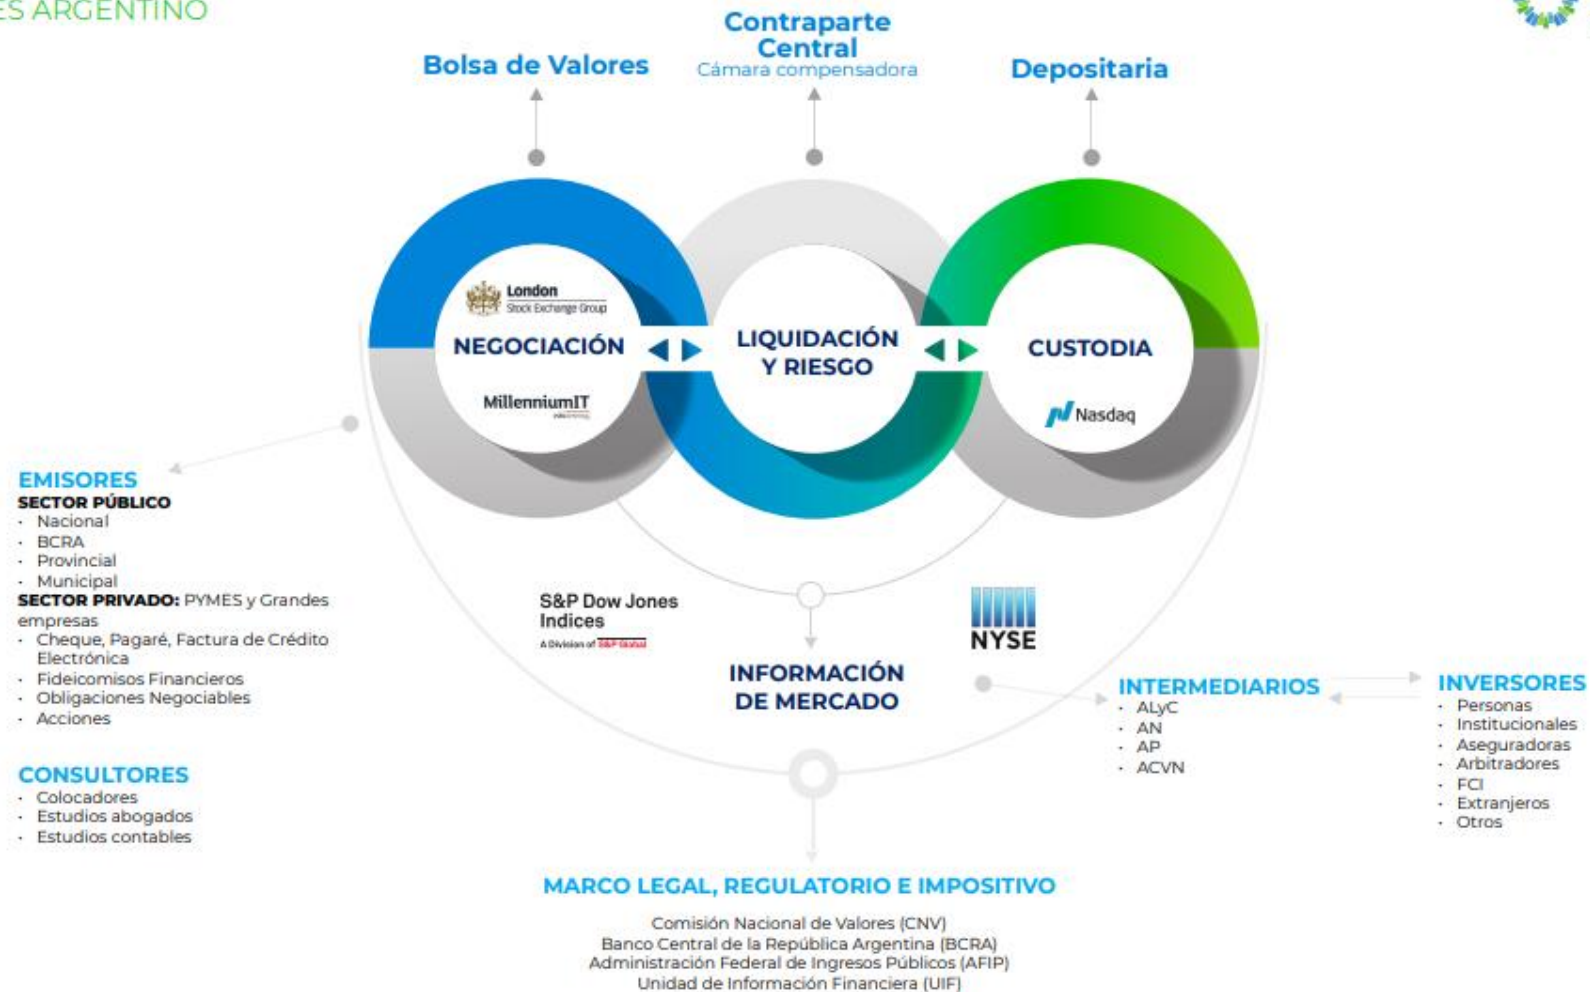 ES ARGENTINO
Bolsa de Valores
Contraparte
Central
Cámara compensadora
Depositaria
London
Stock Exchange Group
NEGOCIACIÓN
MillenniumIT
LIQUIDACIÓN
Y RIESGO
CUSTODIA
Nasdaq
EMISORES
SECTOR PÚBLICO
· Nacional
· BCRA
· Provincial
· Municipal
SECTOR PRIVADO: PYMES y Grandes
empresas
· Cheque, Pagaré, Factura de Crédito
Electrónica
· Fideicomisos Financieros
· Obligaciones Negociables
· Acciones
CONSULTORES
· Colocadores
· Estudios abogados
· Estudios contables
S&P Dow Jones
Indices
A Division of S&P Global
NYSE
INFORMACIÓN
DE MERCADO
INTERMEDIARIOS
· ALyC
· AN
· AP
· ACVN
INVERSORES
· Personas
· Institucionales
· Aseguradoras
· Arbitradores
· FCI
· Extranjeros
· Otros
MARCO LEGAL, REGULATORIO E IMPOSITIVO
Comisión Nacional de Valores (CNV)
Banco Central de la República Argentina (BCRA)
Administración Federal de Ingresos Públicos (AFIP)
Unidad de Información Financiera (UIF)